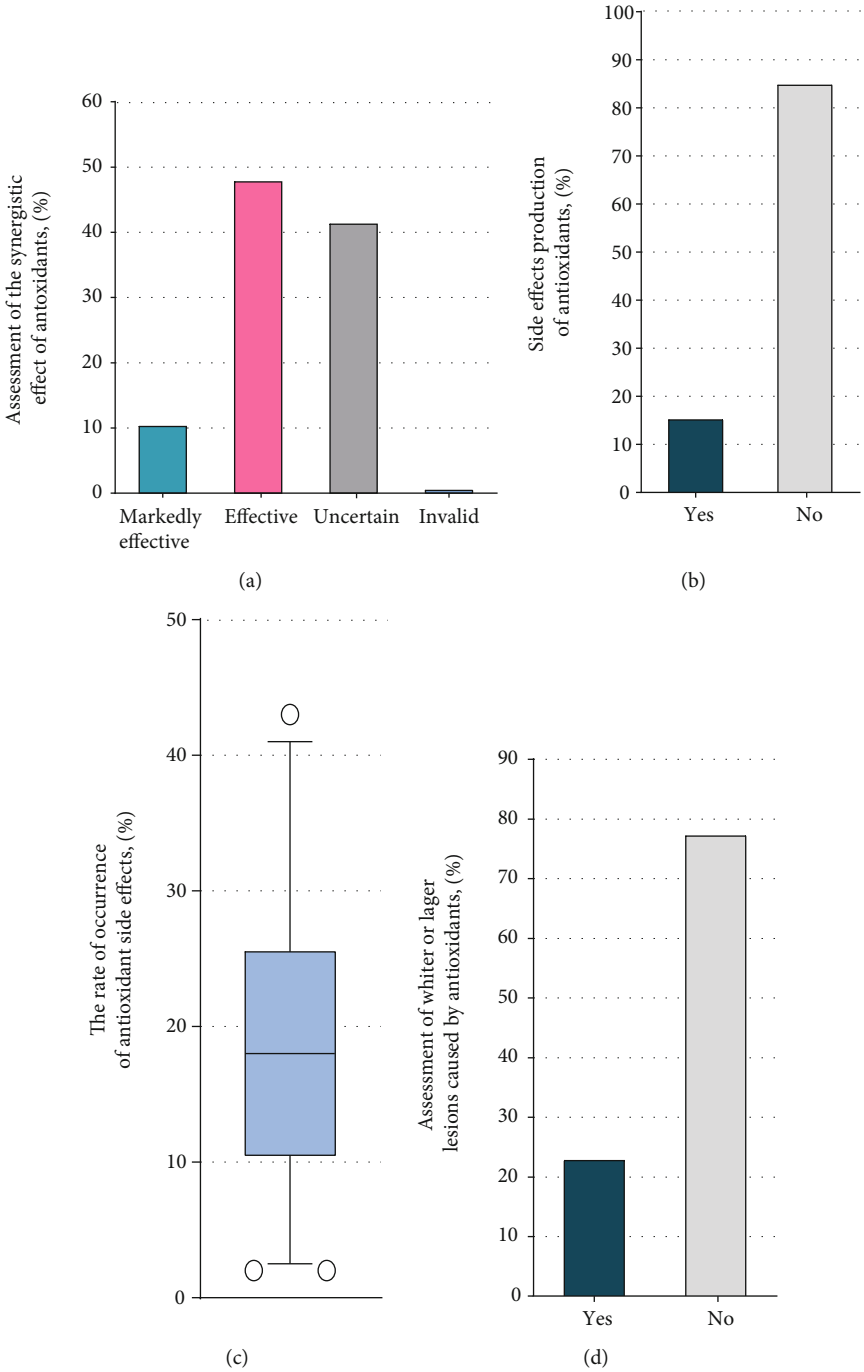 Assessment of the synergistic
effect of antoxidants, (%)
60
50
40
30
20
10
0
Markedly
effective
Effective
Uncertain
Invalid
(a)
Side effects production
of antioxidants, (%)
100
90
80
70
60
50
40
30
20
10
0
Yes
No
(b)
The rate of occurrence
of antioxidant side effects, (%)
50
40
30
20
10
0
(c)
Assessment of whiter or lager
lesions caused by antioxidants, (%)
90
80
70
60
50
40
30
20
10
0
Yes
No
(d)